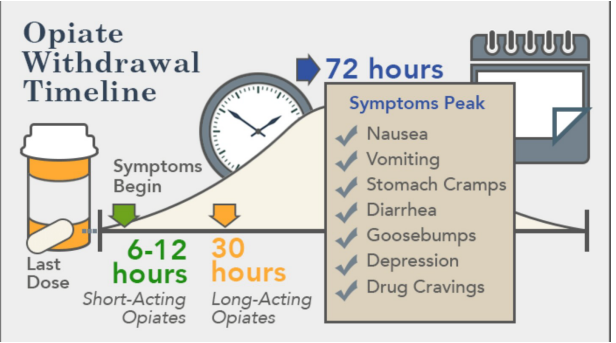 Opiate
Withdrawal
Timeline
72 hours
Symptoms Peak
Nausea
Vomiting
Stomach Cramps
Diarrhea
Goosebumps
Depression
Drug Cravings
Symptoms
Begin
Last
Dose
6-12
hours
Short-Acting
Opiates
30
hours
Long-Acting
Opiates